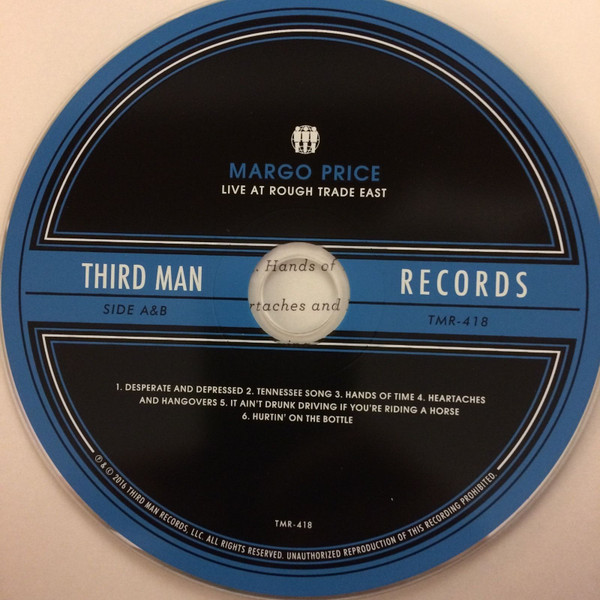 MARGO PRICE
LIVE AT ROUGH TRADE EAST
THIRD MAN RECORDS
SIDE A&B
TMR-418
. Hands of
rtaches and
1. DESPERATE AND DEPRESSED 2. TENNESSEE SONG 3. HANDS OF TIME 4. HEARTACHES
AND HANGOVERS 5. IT AIN'T DRUNK DRIVING IF YOU'RE RIDING A HORSE
6. HURTIN' ON THE BOTTLE
TMR-418
℗ & © 2016 THIRD MAN RECORDS, LLC. ALL RIGHTS RESERVED. UNAUTHORIZED REPRODUCTION OF THIS RECORDING PROHIBITED.